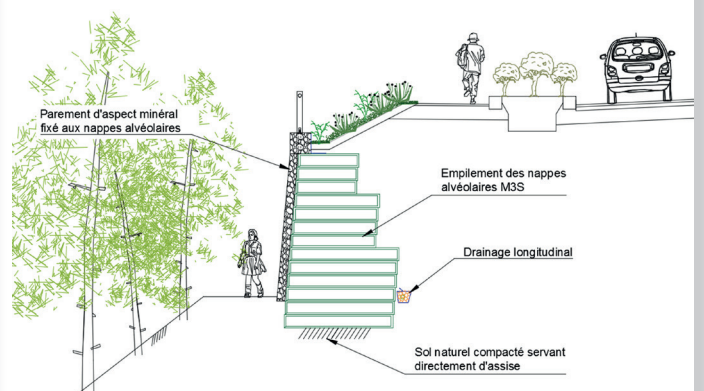 Parement d'aspect minéral
fixé aux nappes alvéolaires
Empilement des nappes
alvéolaires M3S
Drainage longitudinal
Sol naturel compacté servant
directement d'assise